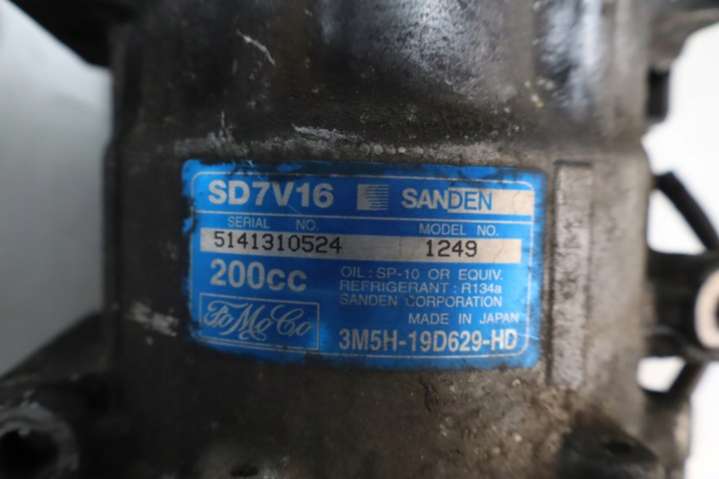 SD7V16 SANDEN
SERIAL NO. MODEL NO.
5141310524 1249
200cc OIL : SP-10 OR EQUIV.
REFRIGERANT : R134a
SANDEN CORPORATION
FoMoCo MADE IN JAPAN
3M5H-19D629-HD